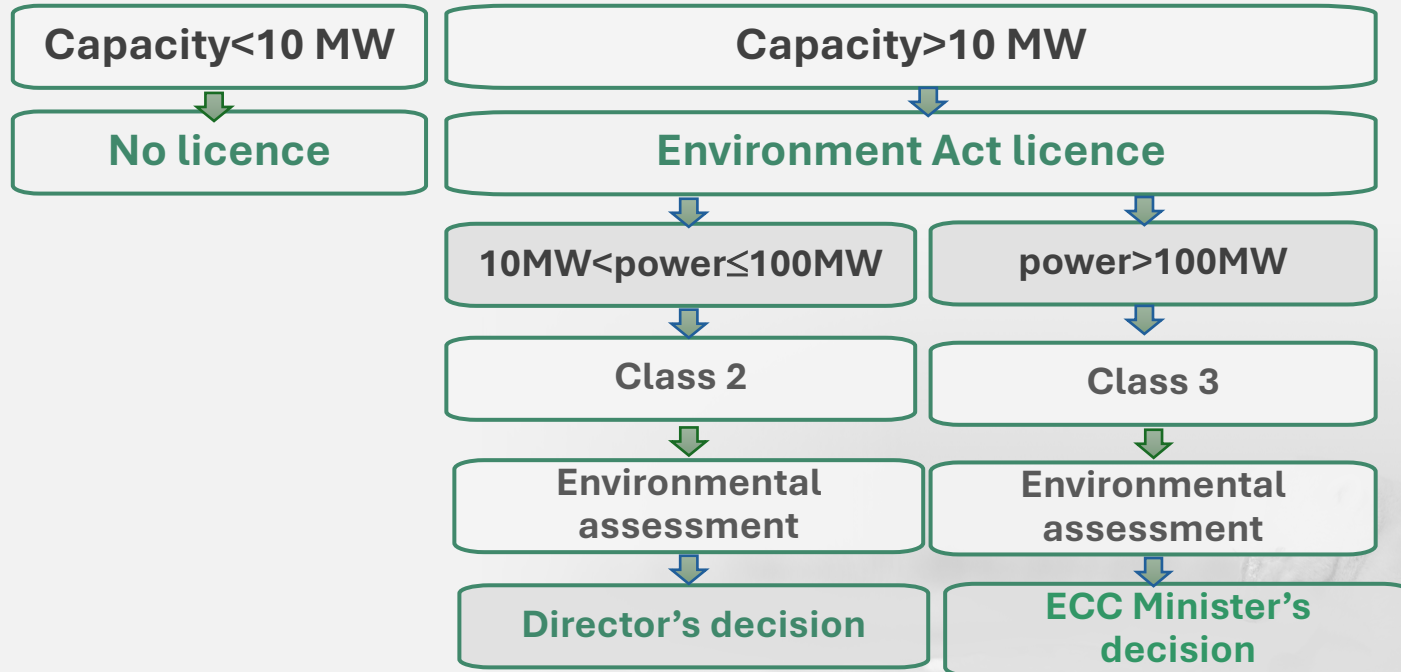 Capacity<10 MW
Capacity>10 MW
No licence
Environment Act licence
10MW<power≤100MW
power>100MW
Class 2
Class 3
Environmental
assessment
Environmental
assessment
Director’s decision
ECC Minister’s
decision